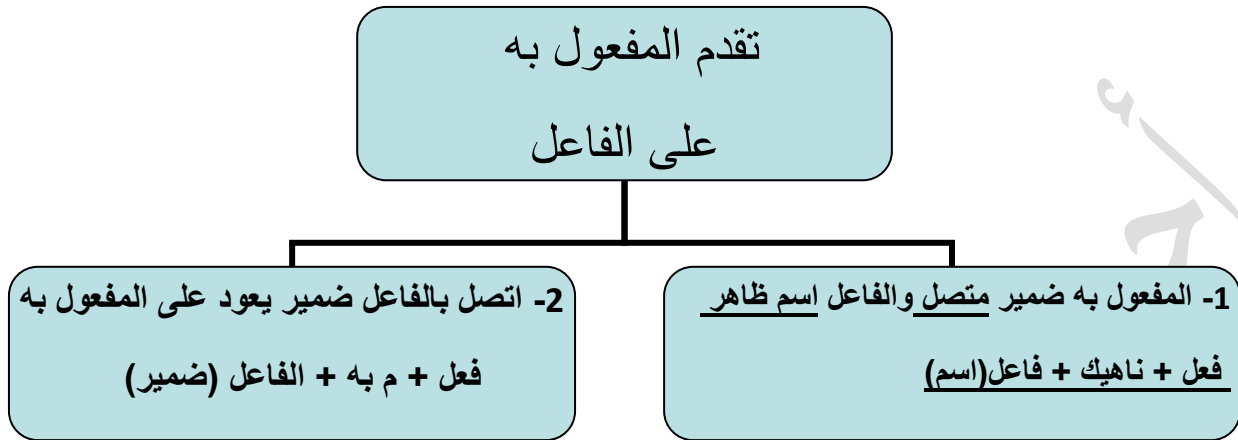 تقدم المفعول به
على الفاعل
1- المفعول به ضمير متصل والفاعل اسم ظاهر
فعل + ناهيك + فاعل(اسم)
2- اتصل بالفاعل ضمير يعود على المفعول به
فعل + م به + الفاعل (ضمير)